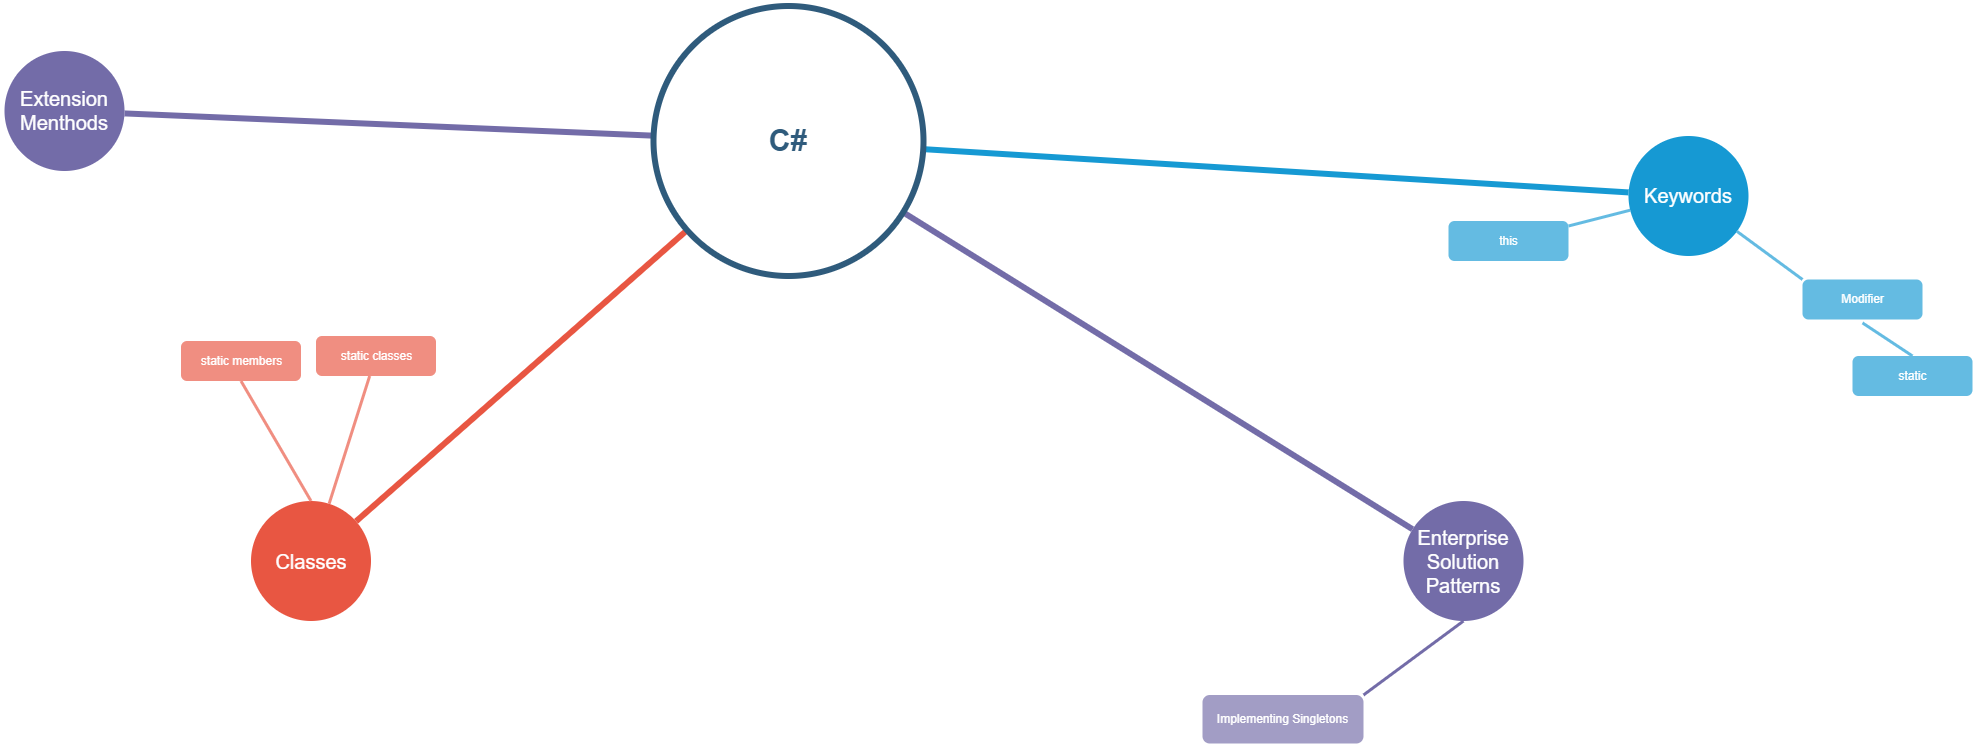 C#
Extension
Menthods
Keywords
this
Modifier
static
static members
static classes
Classes
Enterprise
Solution
Patterns
Implementing Singletons